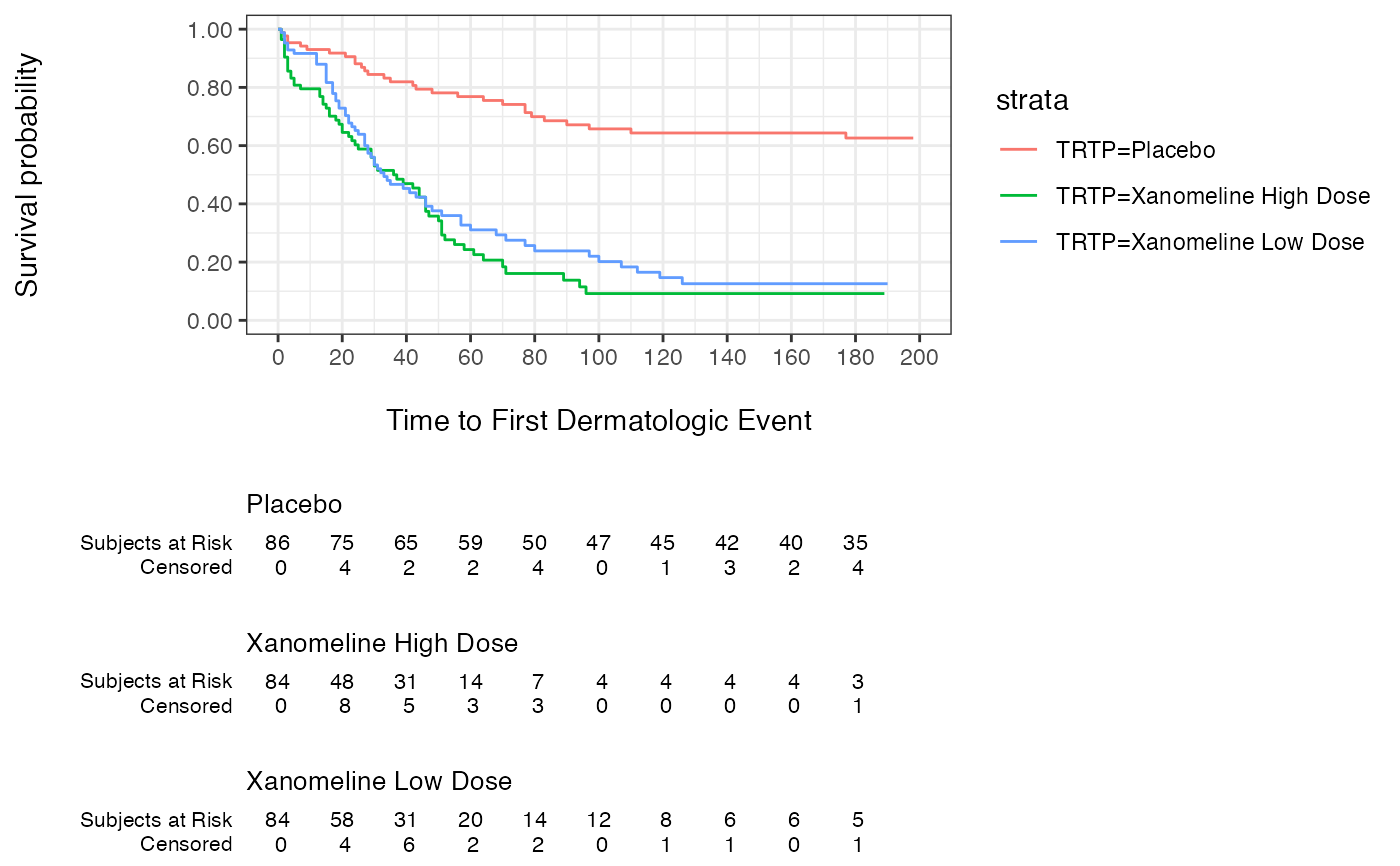 Survival probability
1.00
0.80
0.60
0.40
0.20
0.00
0 20 40 60 80 100 120 140 160 180 200
Time to First Dermatologic Event
strata
TRTP=Placebo
TRTP=Xanomeline High Dose
TRTP=Xanomeline Low Dose
Placebo
Subjects at Risk 86 75 65 59 50 47 45 42 40 35
Censored 0 4 2 2 4 0 1 3 2 4
Xanomeline High Dose
Subjects at Risk 84 48 31 14 7 4 4 4 4 3
Censored 0 8 5 3 3 0 0 0 0 1
Xanomeline Low Dose
Subjects at Risk 84 58 31 20 14 12 8 6 6 5
Censored 0 4 6 2 2 0 1 1 0 1